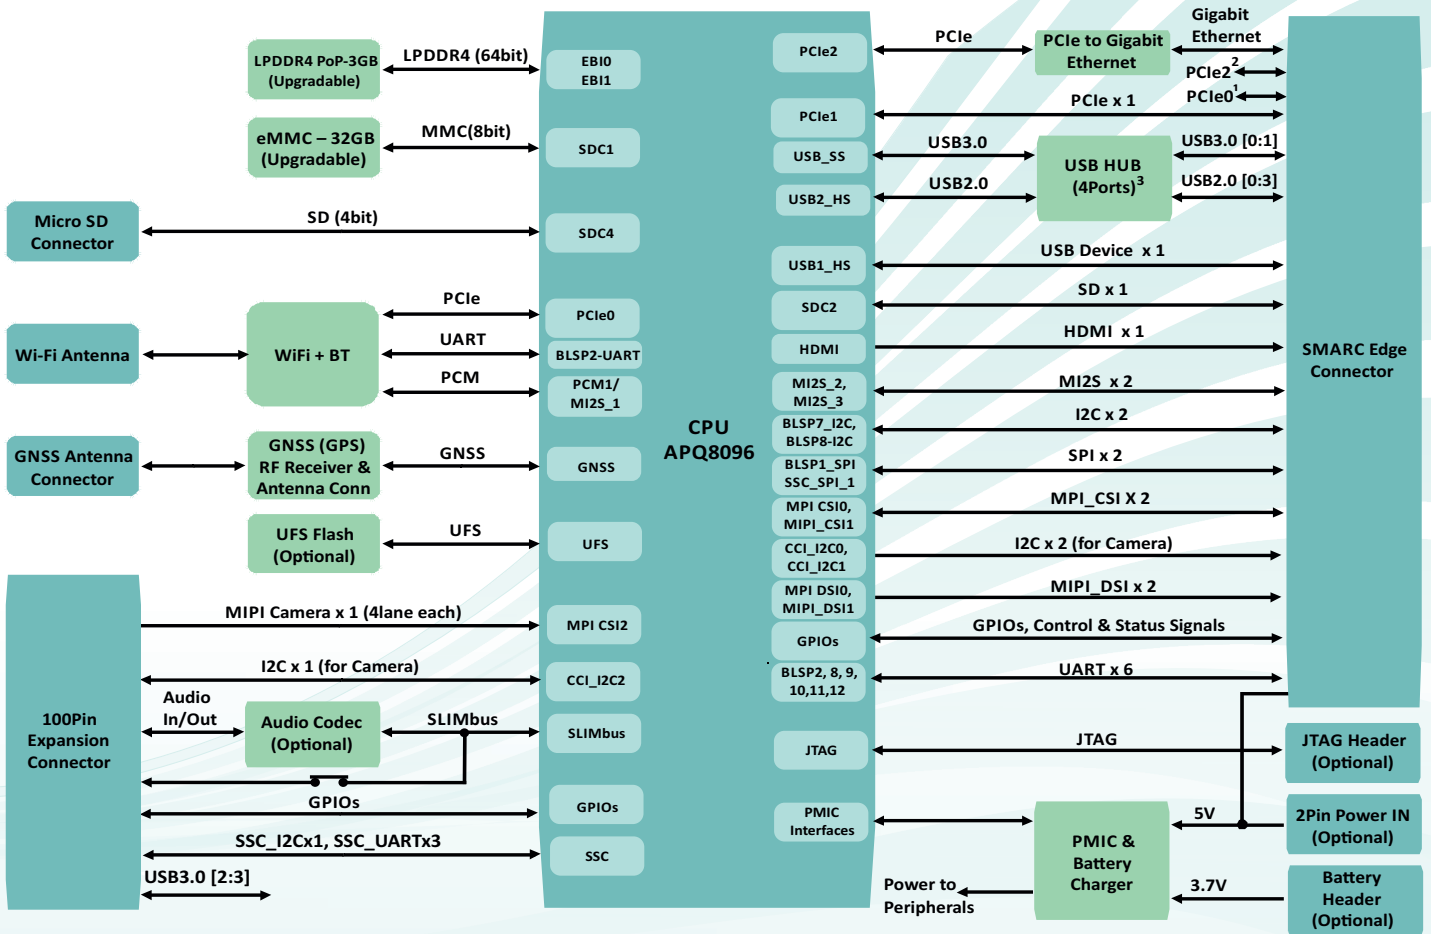 LPDDR4 PoP-3GB
(Upgradable)
LPDDR4 (64bit)
EBI0
EBI1
eMMC – 32GB
(Upgradable)
MMC(8bit)
SDC1
Micro SD
Connector
SD (4bit)
SDC4
Wi-Fi Antenna
WiFi + BT
PCIe
PCIe0
UART
BLSP2-UART
PCM
PCM1/
MI2S_1
GNSS Antenna
Connector
GNSS (GPS)
RF Receiver &
Antenna Conn
GNSS
GNSS
UFS Flash
(Optional)
UFS
UFS
100Pin
Expansion
Connector
MIPI Camera x 1 (4lane each)
MPI CSI2
I2C x 1 (for Camera)
CCI_I2C2
Audio
In/Out
Audio Codec
(Optional)
SLIMbus
SLIMbus
GPIOs
GPIOs
SSC_I2Cx1, SSC_UARTx3
SSC
USB3.0 [2:3]
CPU
APQ8096
PCIe2
PCIe
PCIe to Gigabit
Ethernet
Gigabit
Ethernet
PCIe2²
PCIe0¹
PCIe1
PCIe x 1
USB_SS
USB3.0
USB HUB
(4Ports)³
USB3.0 [0:1]
USB2_HS
USB2.0
USB2.0 [0:3]
USB1_HS
USB Device x 1
SDC2
SD x 1
HDMI
HDMI x 1
MI2S_2,
MI2S_3
MI2S x 2
BLSP7_I2C,
BLSP8-I2C
I2C x 2
BLSP1_SPI
SSC_SPI_1
SPI x 2
MPI CSI0,
MIPI_CSI1
MPI_CSI X 2
CCI_I2C0,
CCI_I2C1
I2C x 2 (for Camera)
MPI DSI0,
MIPI_DSI1
MIPI_DSI x 2
GPIOs
GPIOs, Control & Status Signals
BLSP2, 8, 9,
10,11,12
UART x 6
SMARC Edge
Connector
JTAG
JTAG
JTAG Header
(Optional)
PMIC
Interfaces
PMIC &
Battery
Charger
5V
2Pin Power IN
(Optional)
Power to
Peripherals
3.7V
Battery
Header
(Optional)